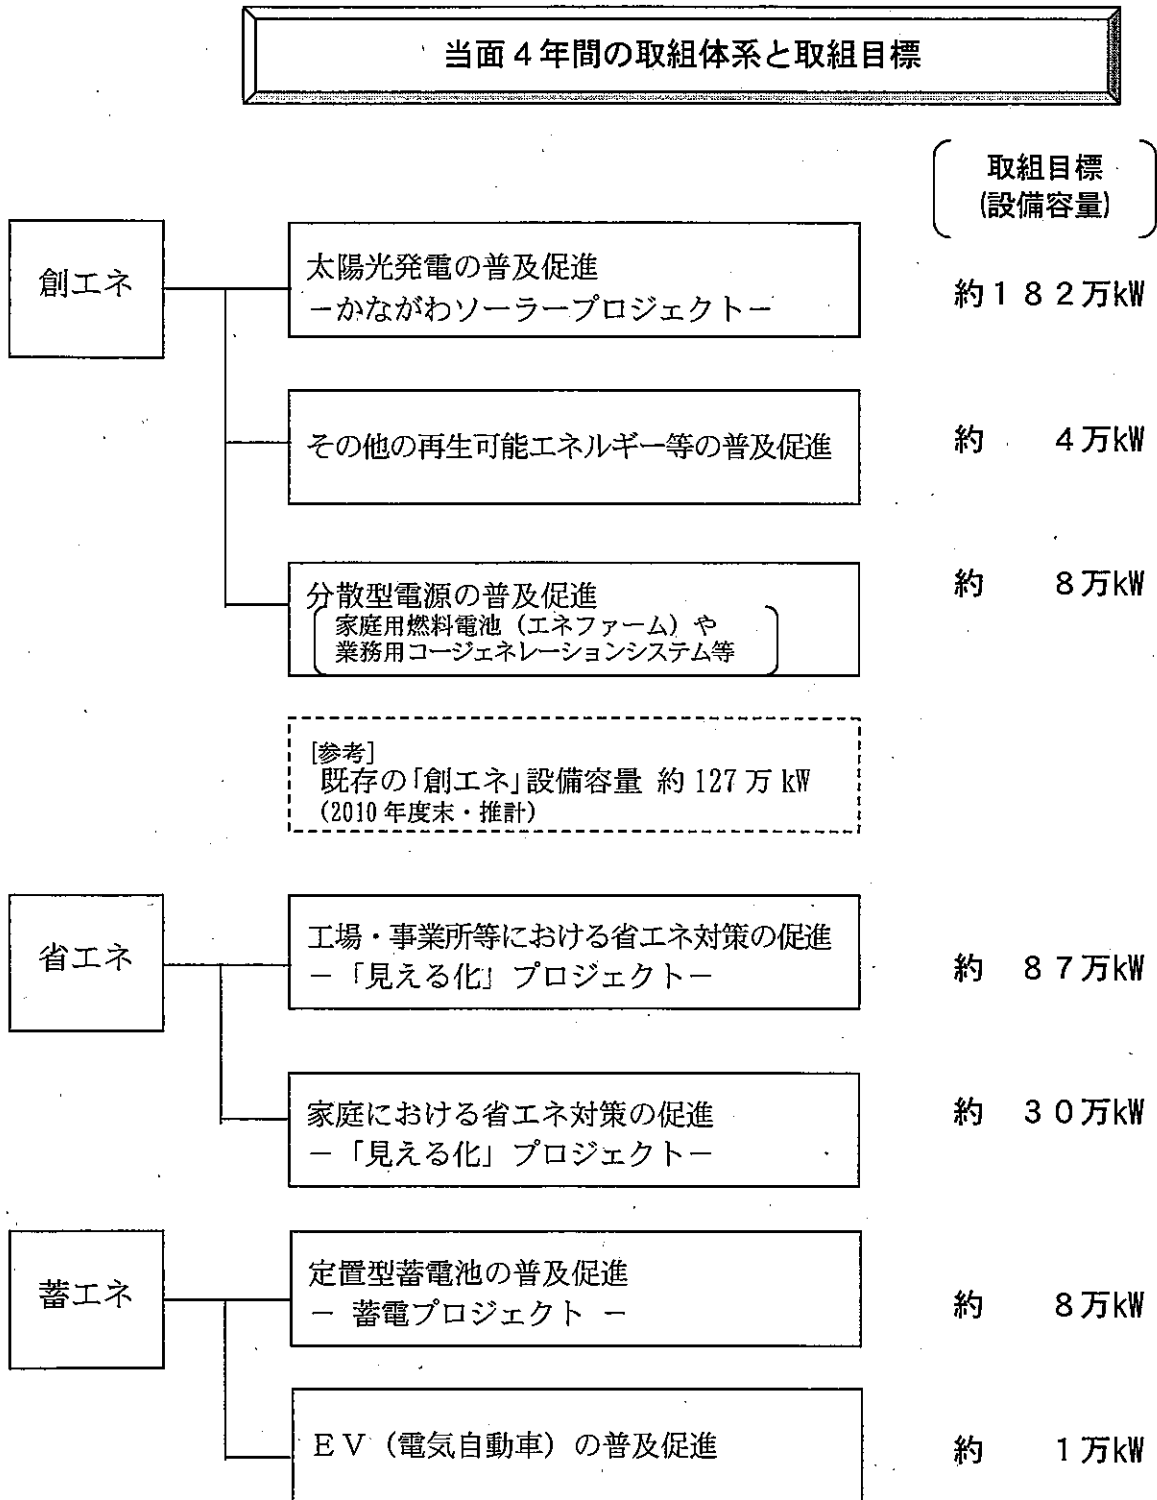 当面４年間の取組体系と取組目標
取組目標
(設備容量)
創エネ
太陽光発電の普及促進
－かながわソーラープロジェクト－
約１８２万kW
その他の再生可能エネルギー等の普及促進
約　４万kW
分散型電源の普及促進
家庭用燃料電池（エネファーム）や
業務用コージェネレーションシステム等
約　８万kW
[参考]
既存の「創エネ」設備容量 約 127 万 kW
（2010 年度末・推計）
省エネ
工場・事業所等における省エネ対策の促進
－「見える化」プロジェクト－
約　８７万kW
家庭における省エネ対策の促進
－「見える化」プロジェクト－
約　３０万kW
蓄エネ
定置型蓄電池の普及促進
－ 蓄電プロジェクト －
約　８万kW
ＥＶ（電気自動車）の普及促進
約　１万kW